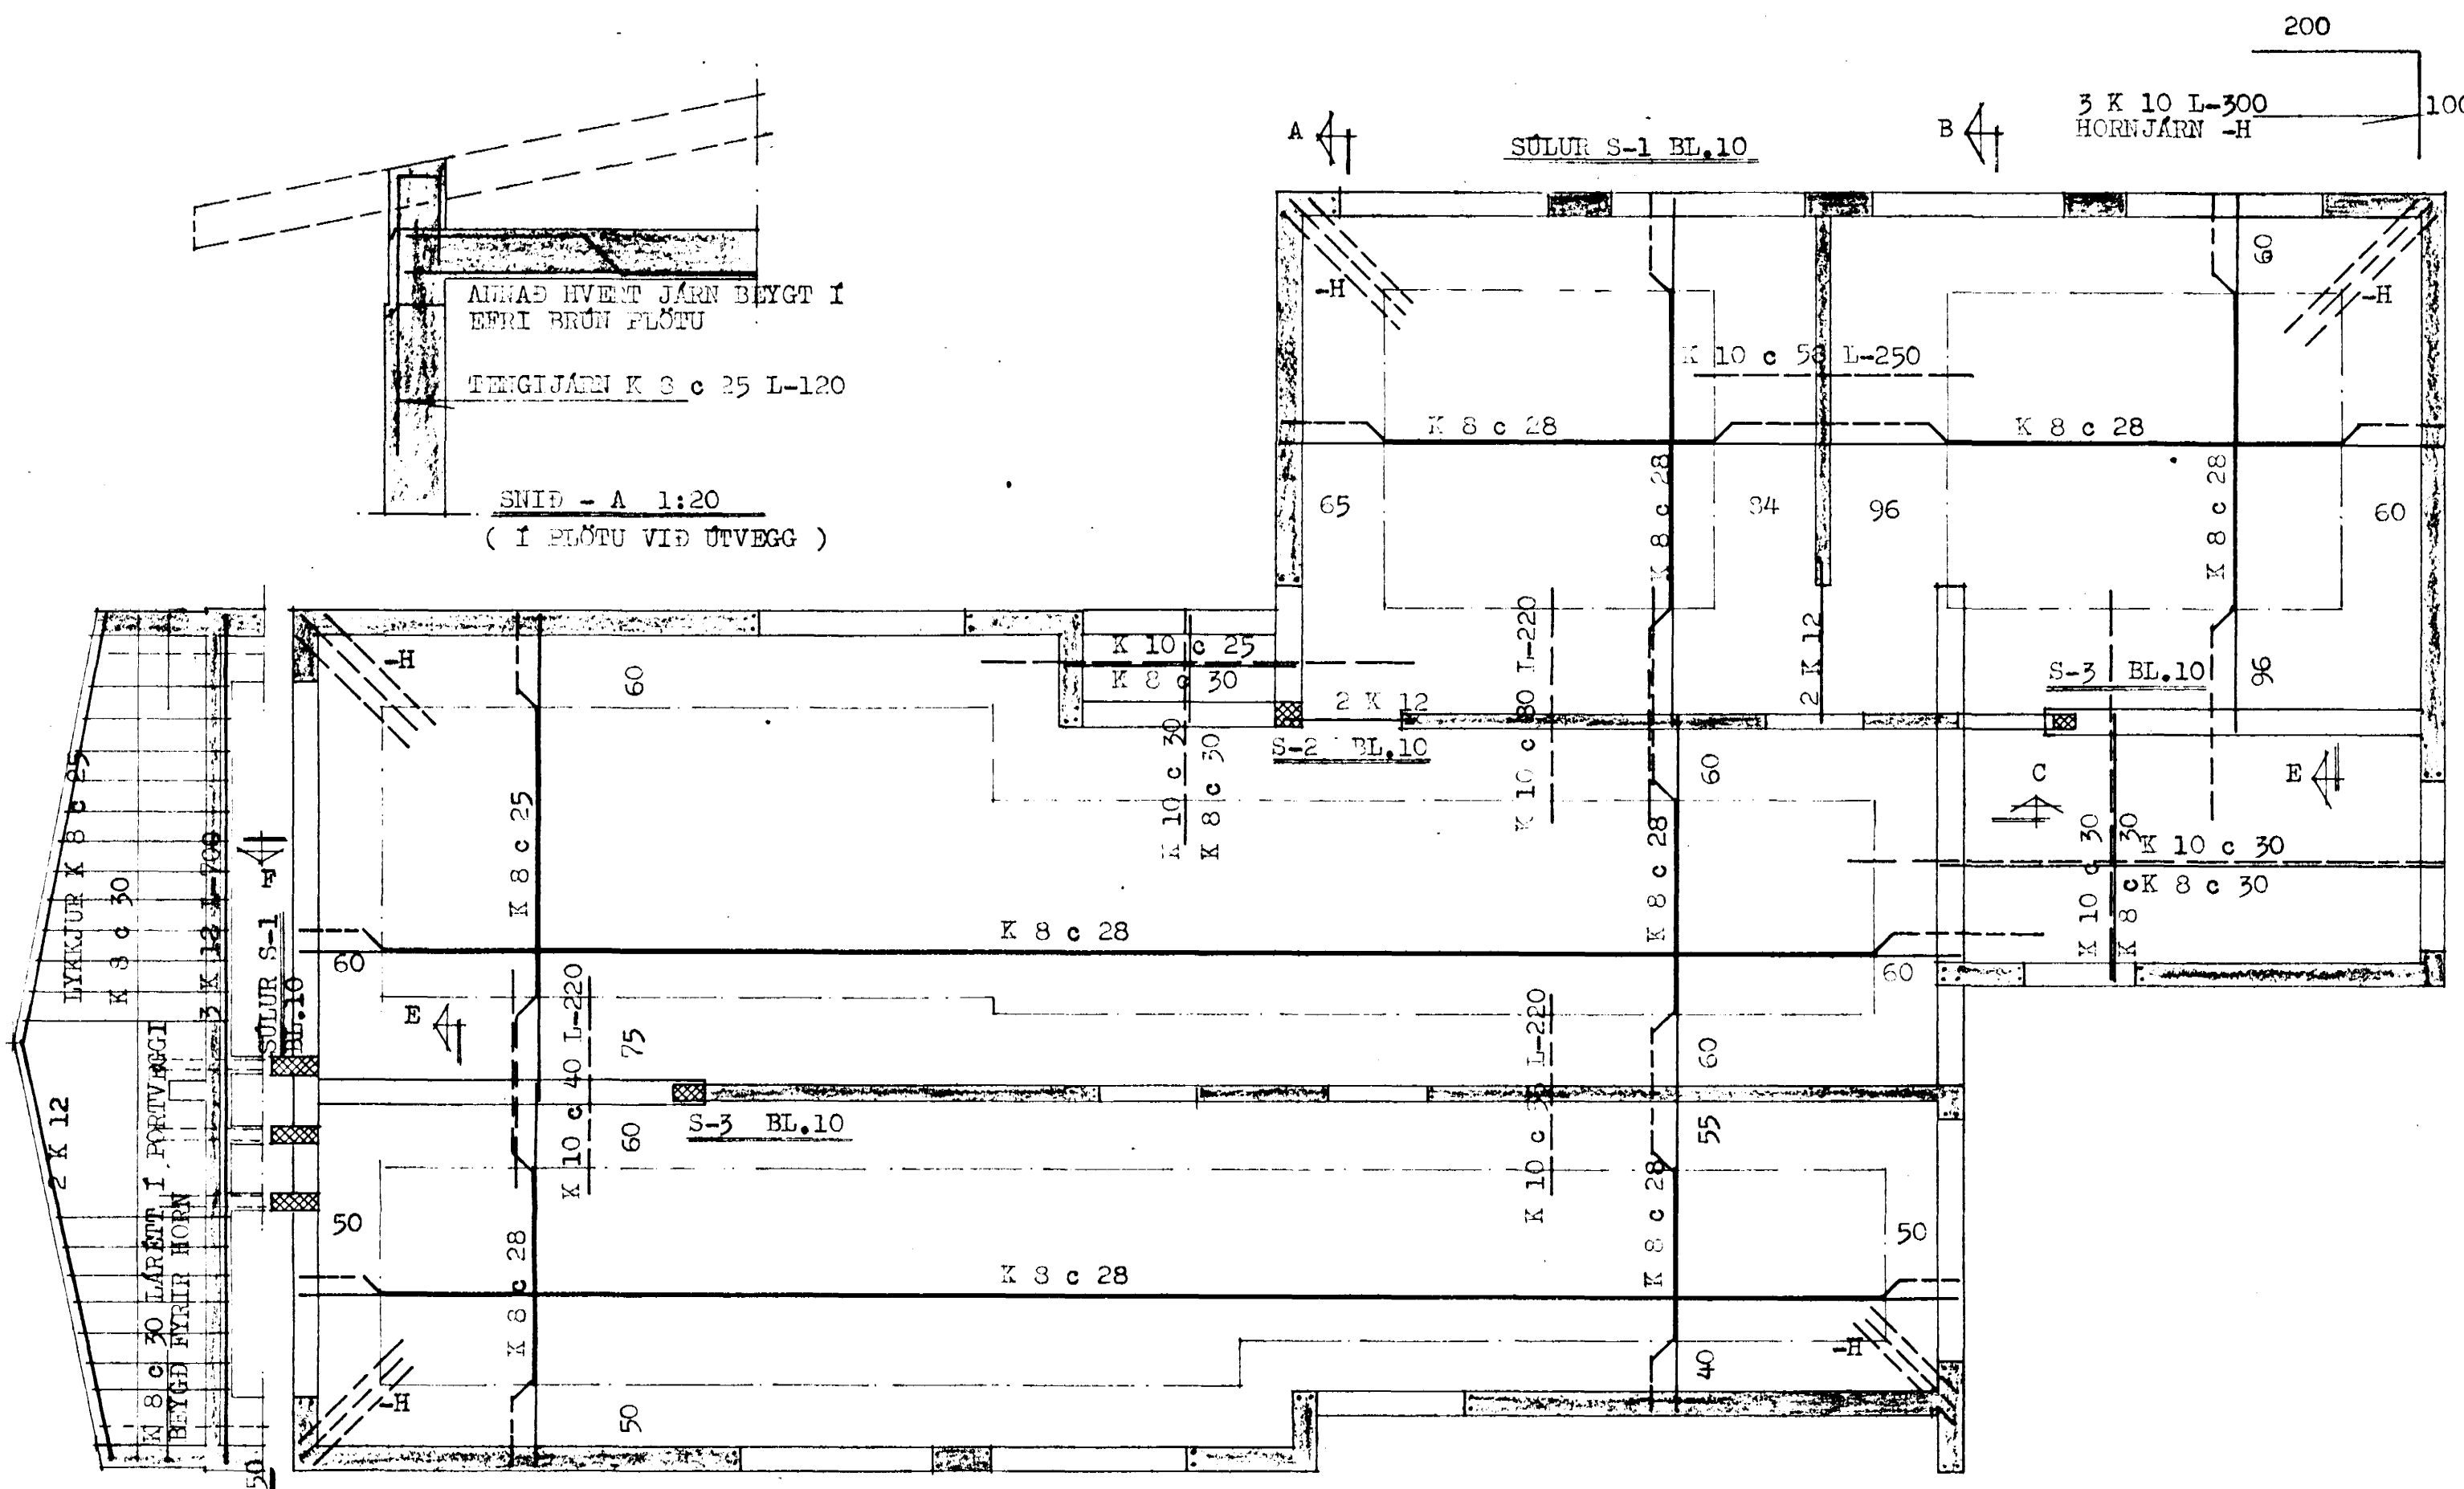 200
3 K 10 L-300
HORNJÁRN -H
100
A
SÚLUR S-1 BL.10
B
ANNAÐ HVERT JÁRN BEYGT Í
EFRI BRÚN PLÖTU
TENGIJÁRN K 8 c 25 L-120
SNIÐ - A 1:20
( Í PLÖTU VIÐ ÚTVEGG )
-H
60
-H
K 10 c 58 L-250
K 8 c 28
K 8 c 28
K 8 c 28
K 8 c 28
65
84
96
60
-H
60
K 10 c 25
K 8 c 30
2 K 12
S-2 BL.10
K 10 c 30
K 8 c 30
K 10 c 80 L-220
2 K 12
S-3 BL.10
96
60
C
E
K 10 c 30
K 8 c 30
K 10 c 30
K 8 c 30
LYKKJUR K 8 c 25
K 8 c 30
3 K 12 L-700
F
SÚLUR S-1
BL.10
K 8 c 25
K 8 c 28
K 8 c 28
60
60
E
K 10 c 40 L-220
75
60
S-3 BL.10
L-220
K 10 c
60
55
2 K 12
K 8 c 30 LÁRÉTT Í PORTVEGGI
BEYGÐ FYRIR HORN
50
50
K 8 c 28
K 8 c 28
K 8 c 28
-H
-H
40
50
50